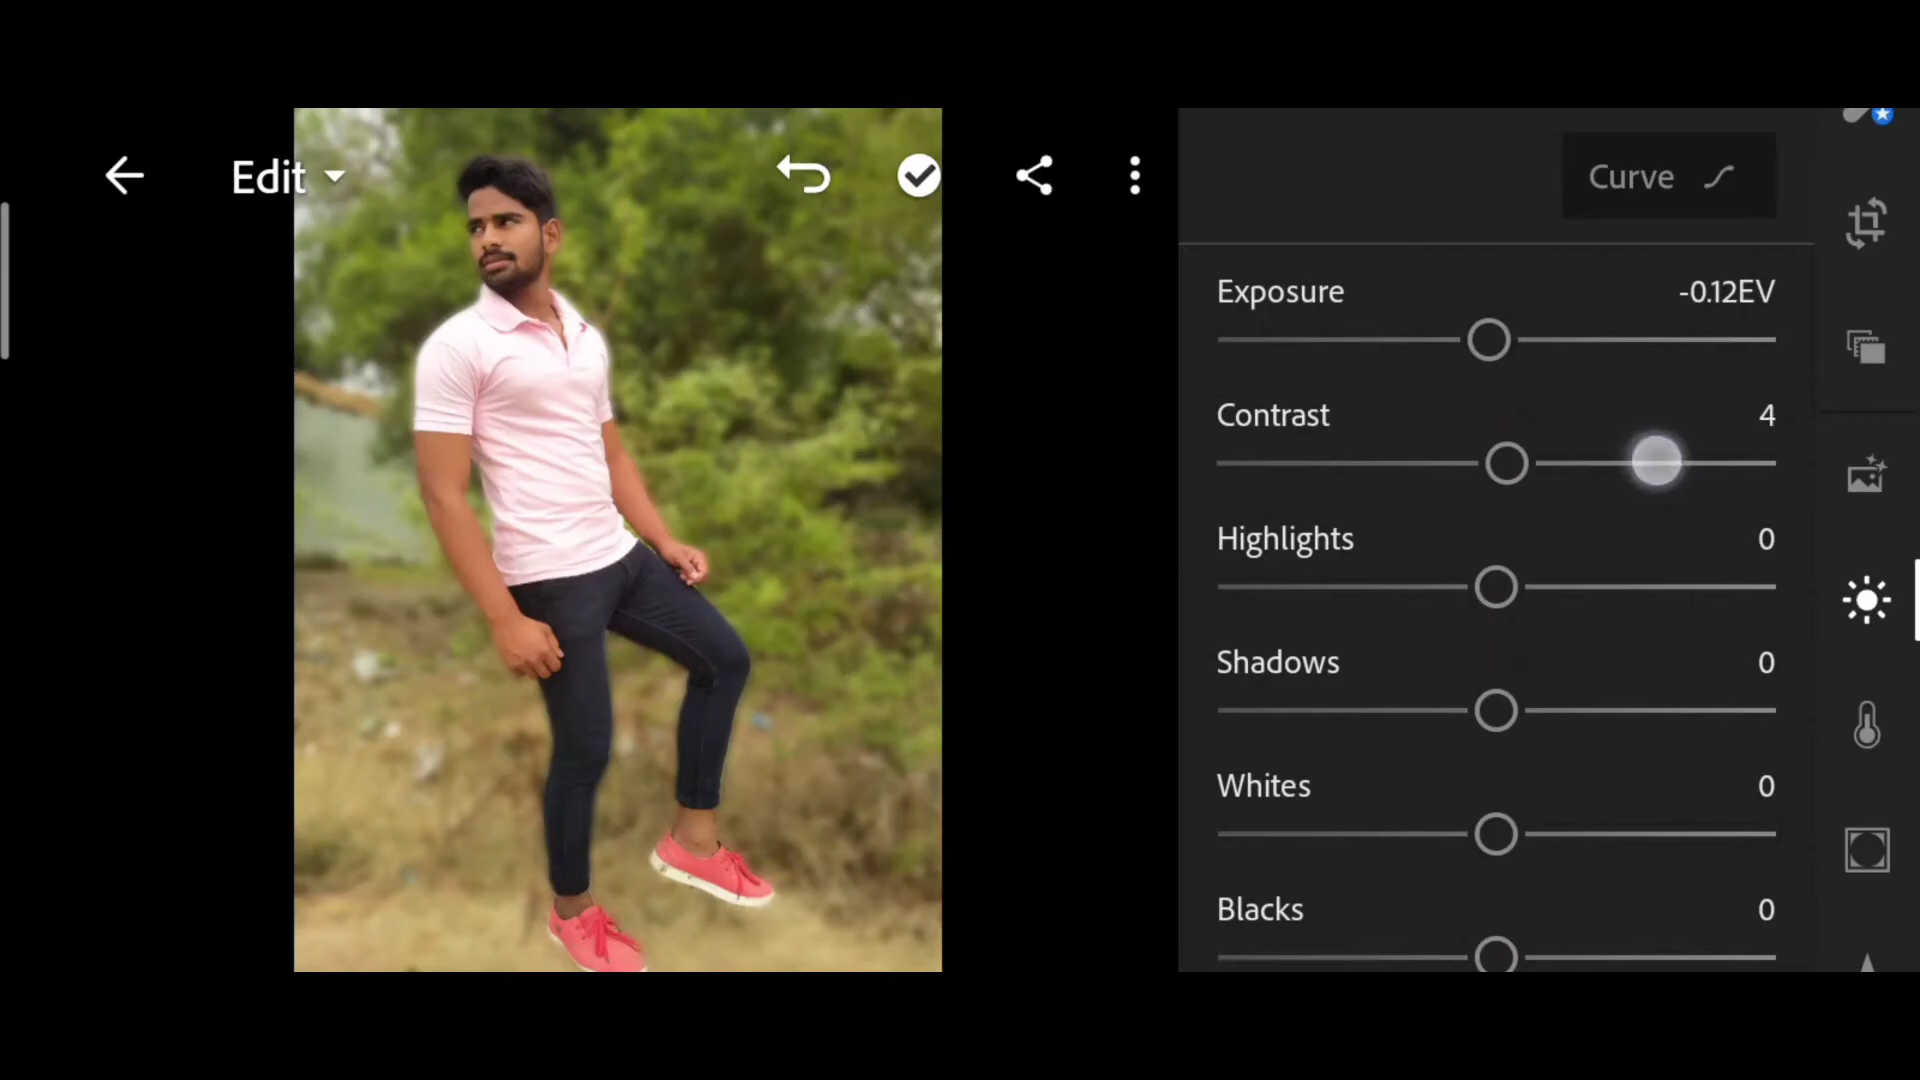 Edit
Curve
Exposure -0.12EV
Contrast 4
Highlights 0
Shadows 0
Whites 0
Blacks 0